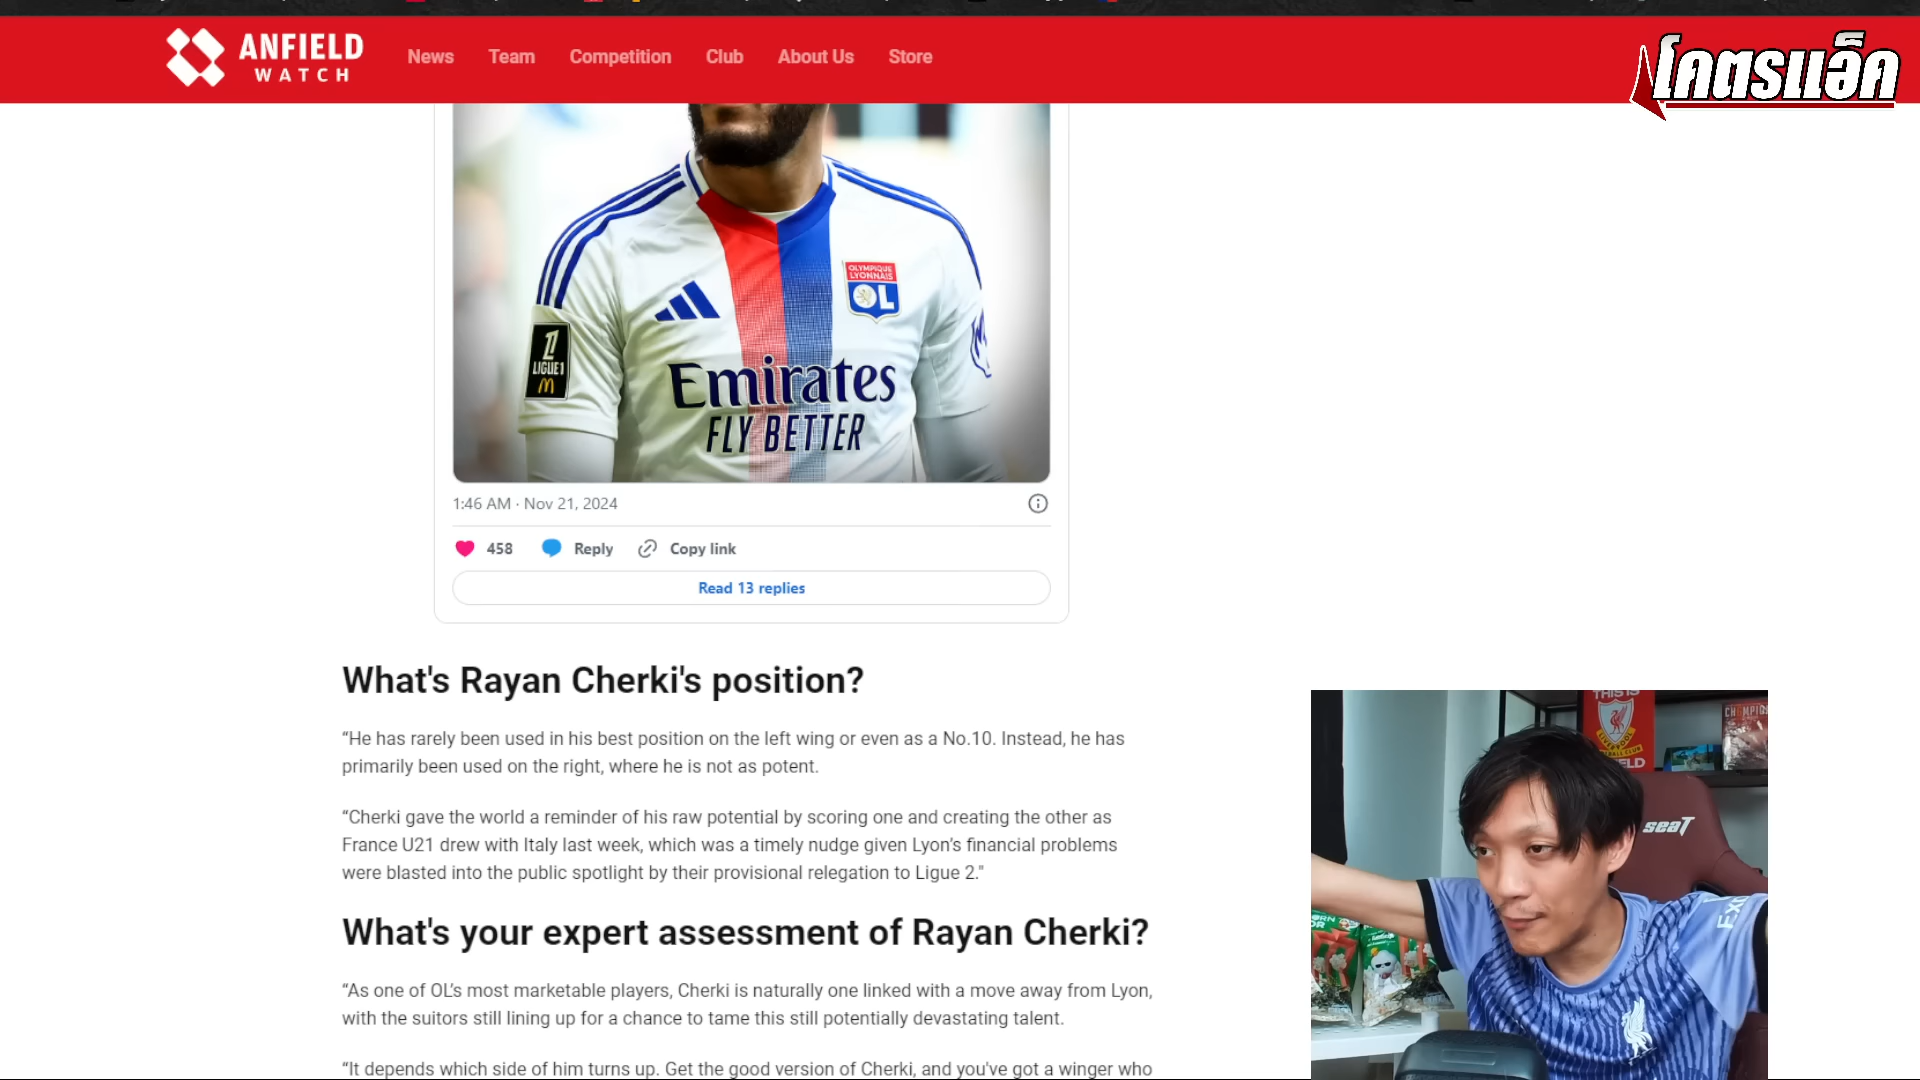 ANFIELD
WATCH
News
Team
Competition
Club
About Us
Store
โคตรแอ็ค
OLYMPIQUE
LYONNAIS
OL
LIGUE 1
Emirates
FLY BETTER
1:46 AM · Nov 21, 2024
458
Reply
Copy link
Read 13 replies
What's Rayan Cherki's position?
“He has rarely been used in his best position on the left wing or even as a No.10. Instead, he has
primarily been used on the right, where he is not as potent.
“Cherki gave the world a reminder of his raw potential by scoring one and creating the other as
France U21 drew with Italy last week, which was a timely nudge given Lyon’s financial problems
were blasted into the public spotlight by their provisional relegation to Ligue 2."
What's your expert assessment of Rayan Cherki?
“As one of OL’s most marketable players, Cherki is naturally one linked with a move away from Lyon,
with the suitors still lining up for a chance to tame this still potentially devastating talent.
“It depends which side of him turns up. Get the good version of Cherki, and you've got a winger who
THIS IS
seaT